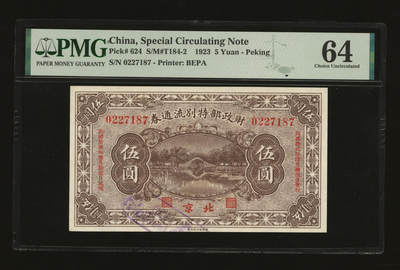 PMG
PAPER MONEY GUARANTY
China, Special Circulating Note
Pick# 624 S/M#T184-2 1923 5 Yuan - Peking
S/N 0227187 - Printer: BEPA
64
Choice Uncirculated
券通流別特部政財
0227187
0227187
伍圓
伍圓
京北